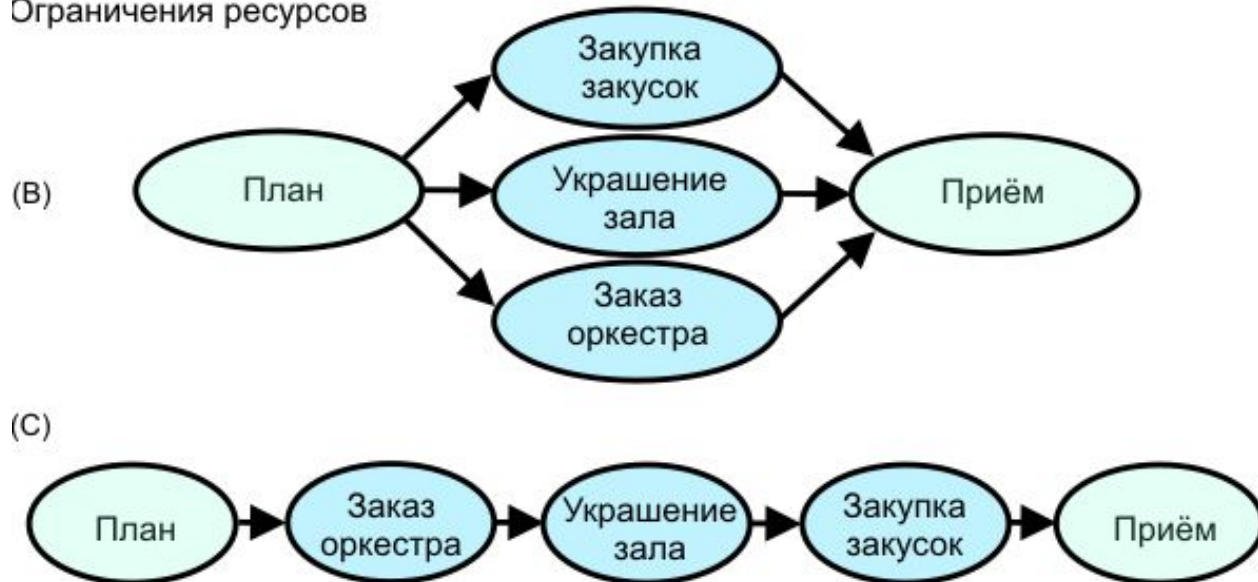 Ограничения ресурсов
Закупка
закусок
(B)
План
Украшение
зала
Приём
Заказ
оркестра
(C)
План
Заказ
оркестра
Украшение
зала
Закупка
закусок
Приём